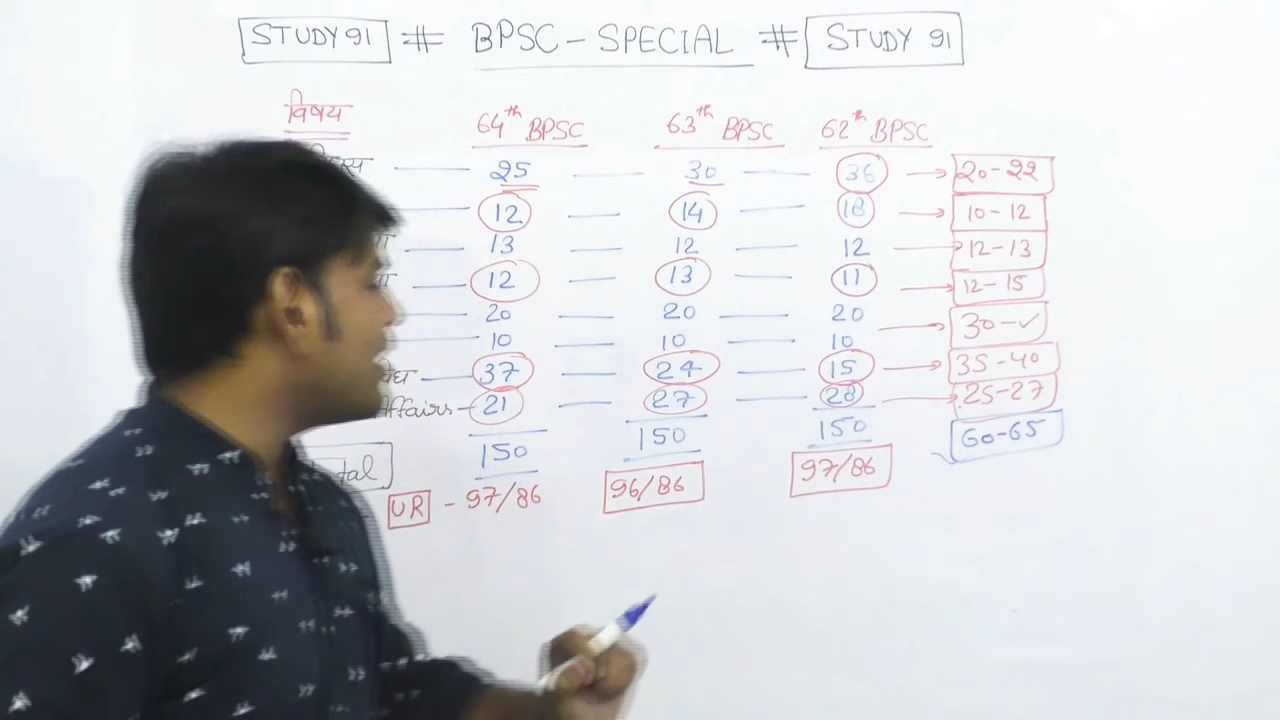 STUDY 91 # BPSC - SPECIAL # STUDY 91
विषय 64th BPSC 63th BPSC 62th BPSC
25 30 36 → 20-22
12 14 18 → 10-12
13 12 12 → 12-13
12 13 11 → 12-15
20 20 20
10 10 10 → 30-✓
37 24 15 → 35-40
Affairs - 21 27 28 → 25-27
150 150 150 60-65
UR - 97/86 96/86 97/86